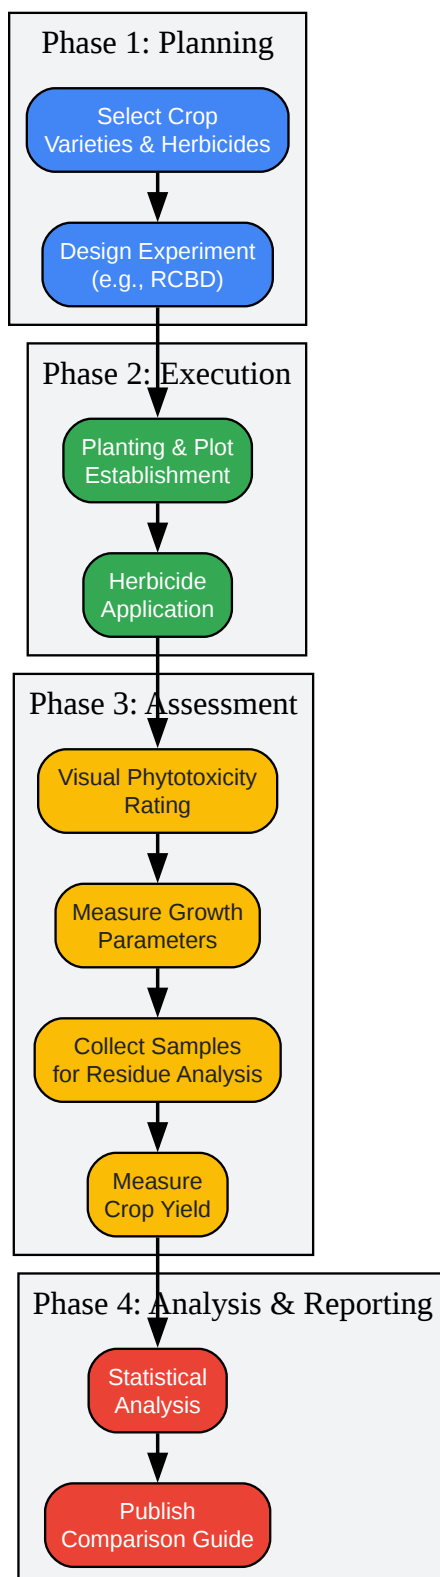 Phase 1: Planning
Select Crop
Varieties & Herbicides
Design Experiment
(e.g., RCBD)
Phase 2: Execution
Planting & Plot
Establishment
Herbicide
Application
Phase 3: Assessment
Visual Phytotoxicity
Rating
Measure Growth
Parameters
Collect Samples
for Residue Analysis
Measure
Crop Yield
Phase 4: Analysis & Reporting
Statistical
Analysis
Publish
Comparison Guide